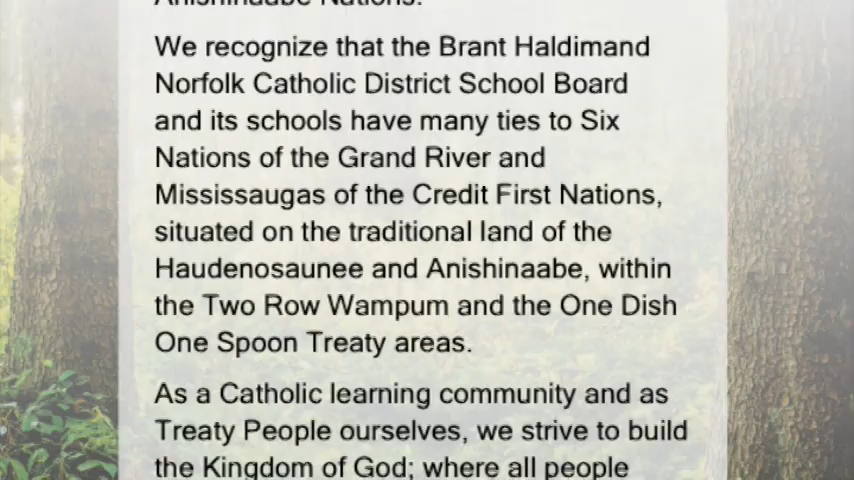 Anishinaabe Nations.
We recognize that the Brant Haldimand
Norfolk Catholic District School Board
and its schools have many ties to Six
Nations of the Grand River and
Mississaugas of the Credit First Nations,
situated on the traditional land of the
Haudenosaunee and Anishinaabe, within
the Two Row Wampum and the One Dish
One Spoon Treaty areas.
As a Catholic learning community and as
Treaty People ourselves, we strive to build
the Kingdom of God; where all people